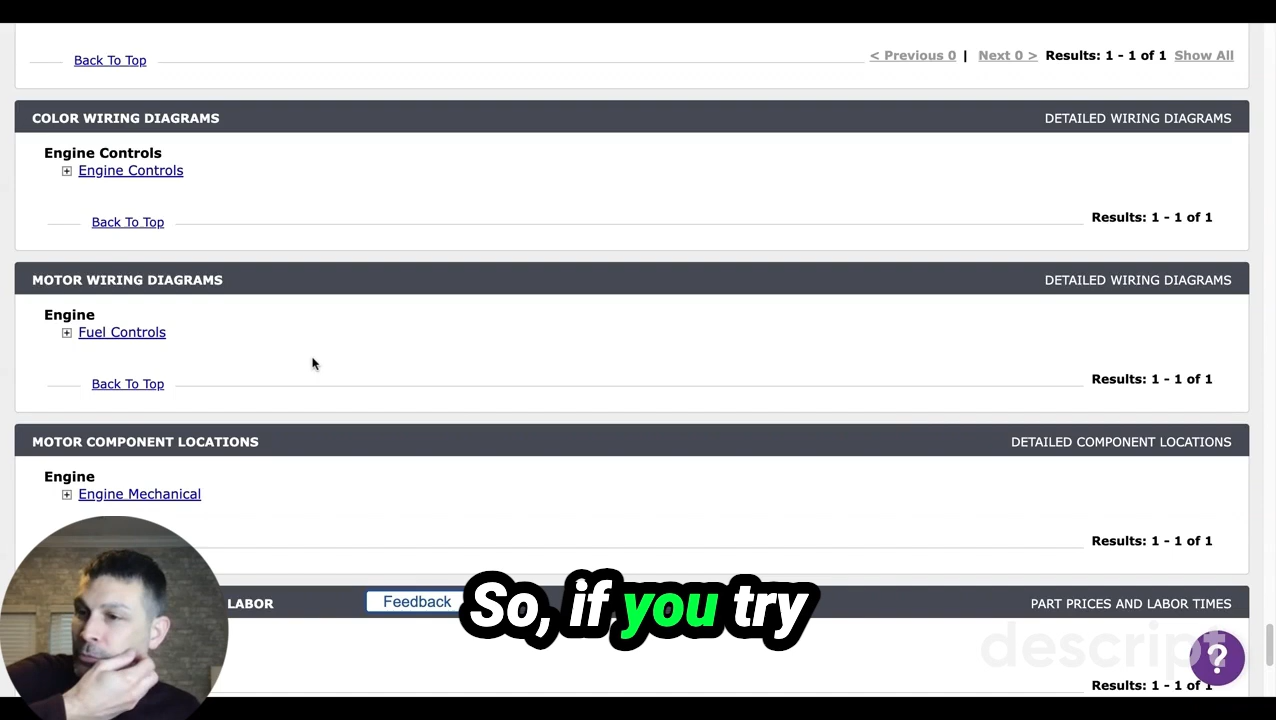 Back To Top
< Previous 0 | Next 0 > Results: 1 - 1 of 1 Show All
COLOR WIRING DIAGRAMS DETAILED WIRING DIAGRAMS
Engine Controls
Engine Controls
Back To Top
Results: 1 - 1 of 1
MOTOR WIRING DIAGRAMS DETAILED WIRING DIAGRAMS
Engine
Fuel Controls
Back To Top
Results: 1 - 1 of 1
MOTOR COMPONENT LOCATIONS DETAILED COMPONENT LOCATIONS
Engine
Engine Mechanical
Results: 1 - 1 of 1
LABOR Feedback PART PRICES AND LABOR TIMES
So, if you try
descript
?
Results: 1 - 1 of 1